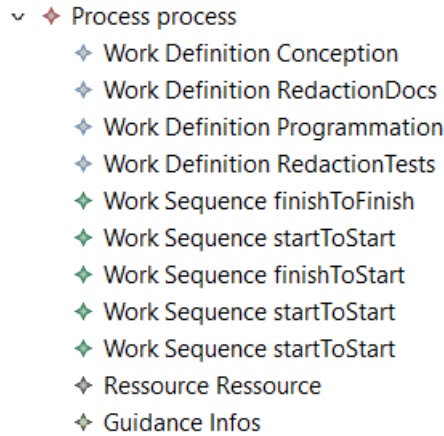 Process process
Work Definition Conception
Work Definition RedactionDocs
Work Definition Programmation
Work Definition RedactionTests
Work Sequence finishToFinish
Work Sequence startToStart
Work Sequence finishToStart
Work Sequence startToStart
Work Sequence startToStart
Ressource Ressource
Guidance Infos